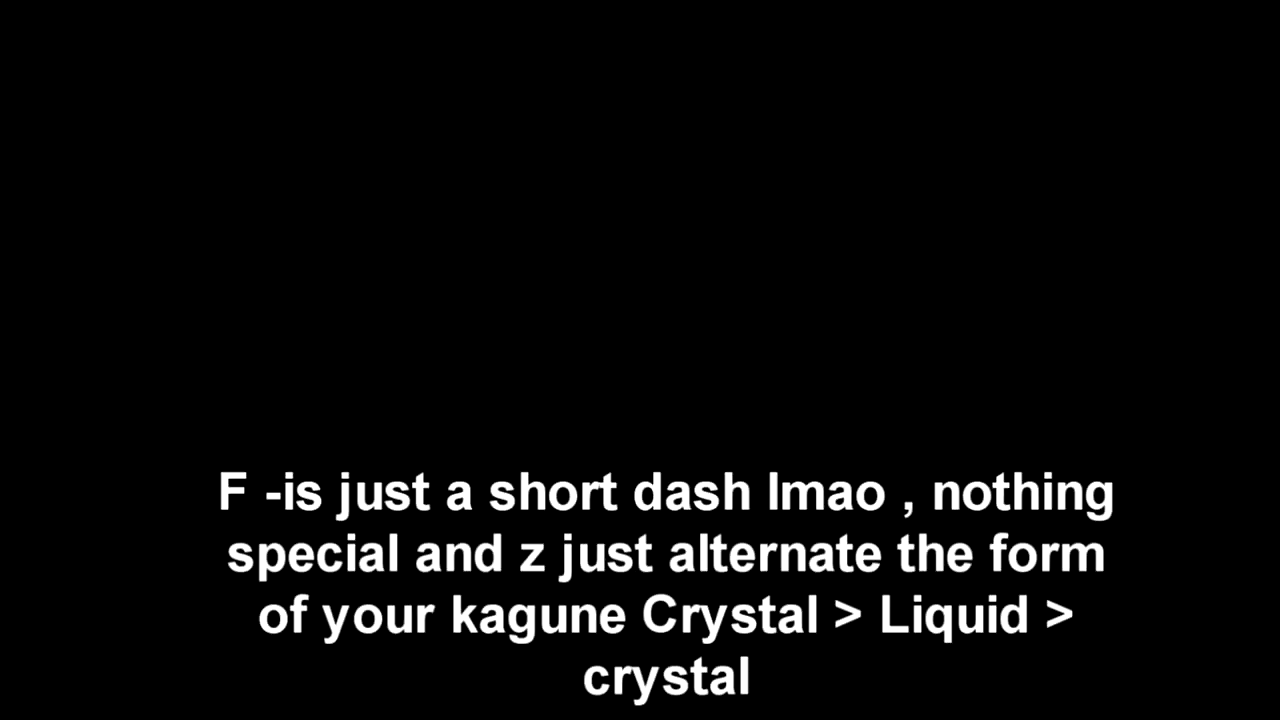 F -is just a short dash lmao , nothing
special and z just alternate the form
of your kagune Crystal > Liquid >
crystal